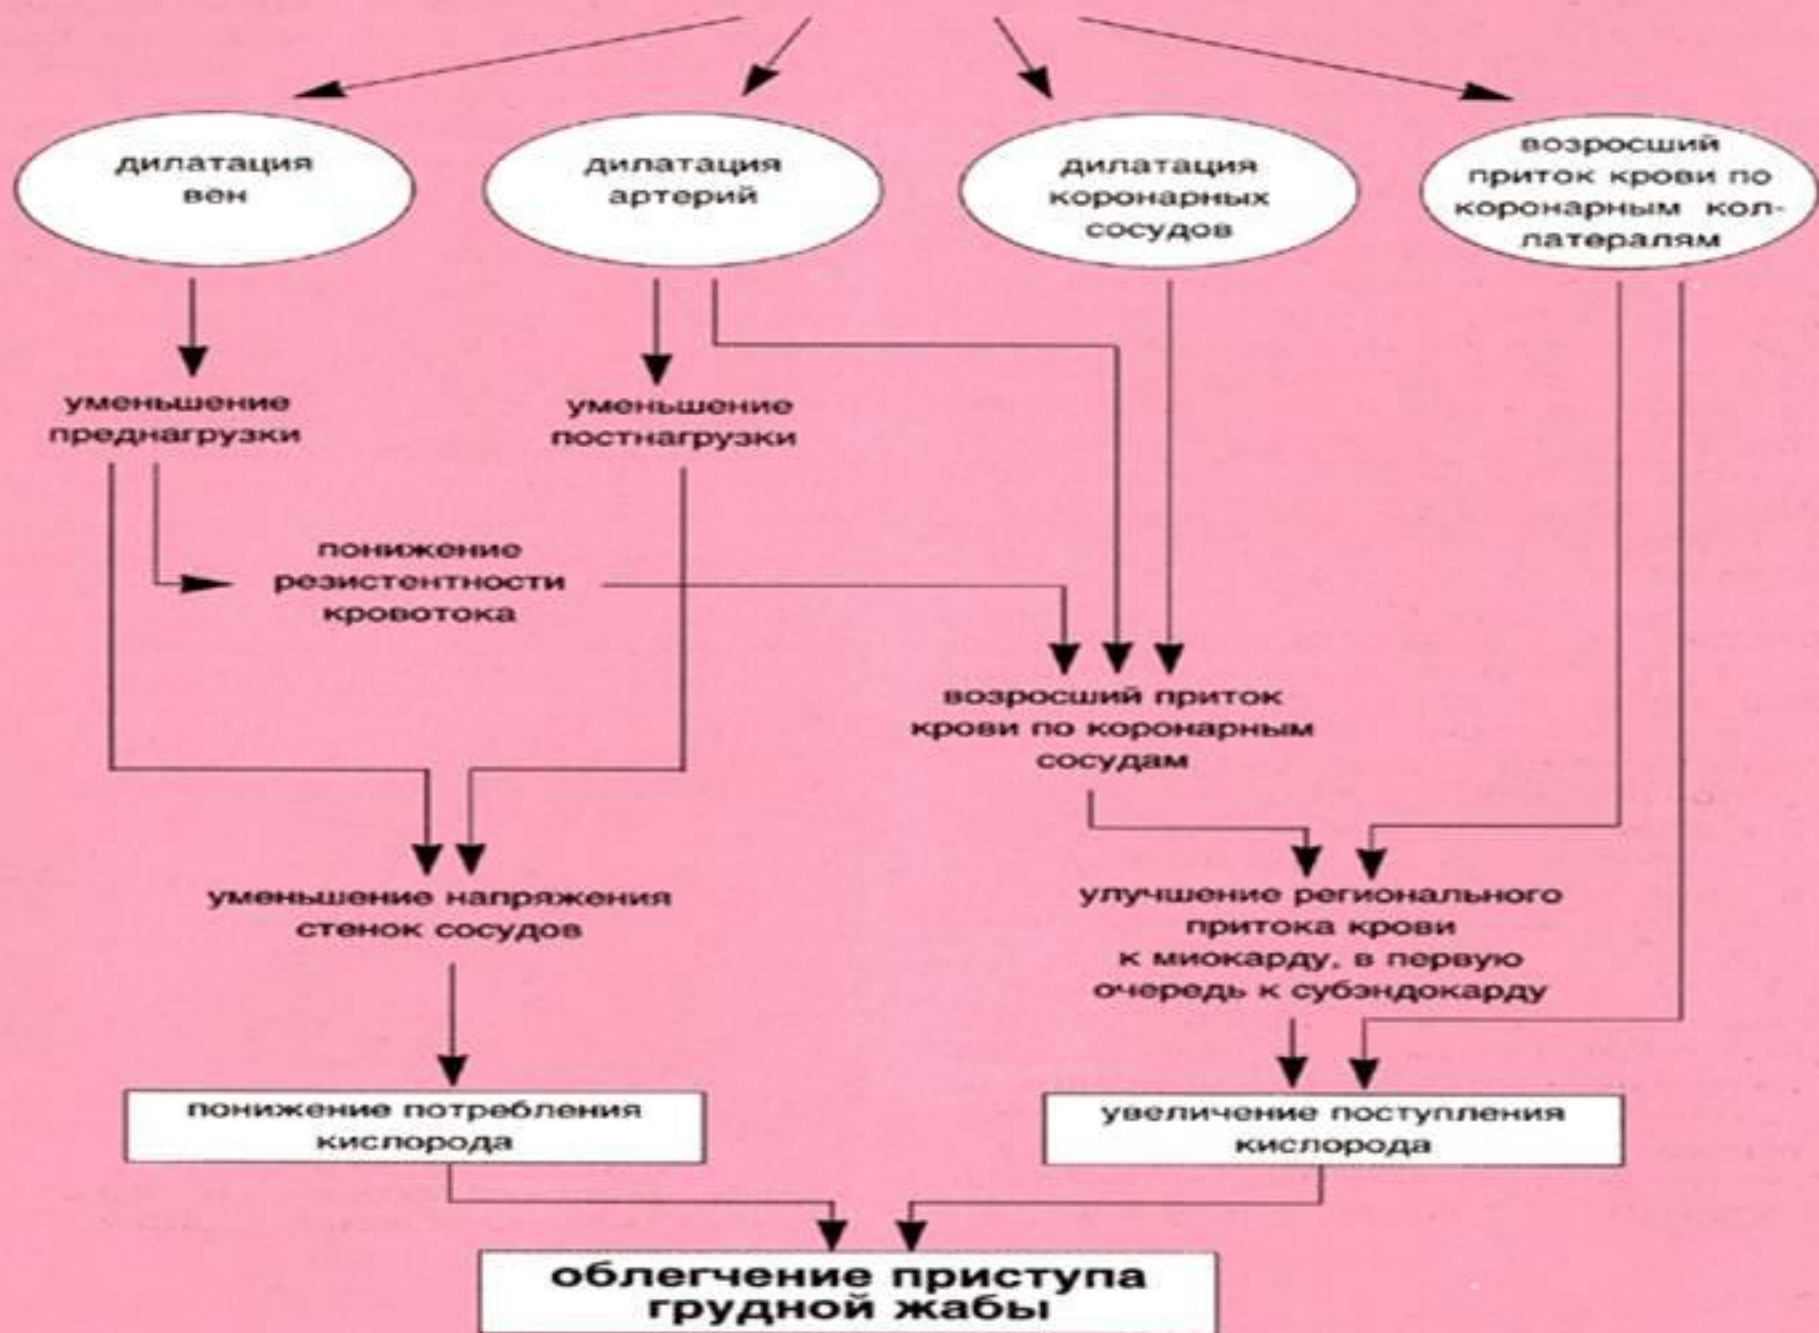 дилатация
вен
дилатация
артерий
дилатация
коронарных
сосудов
возросший
приток крови по
коронарным кол-
латералям
уменьшение
преднагрузки
уменьшение
постнагрузки
понижение
резистентности
кровотока
возросший приток
крови по коронарным
сосудам
уменьшение напряжения
стенок сосудов
улучшение регионального
притока крови
к миокарду, в первую
очередь к субэндокарду
понижение потребления
кислорода
увеличение поступления
кислорода
облегчение приступа
грудной жабы